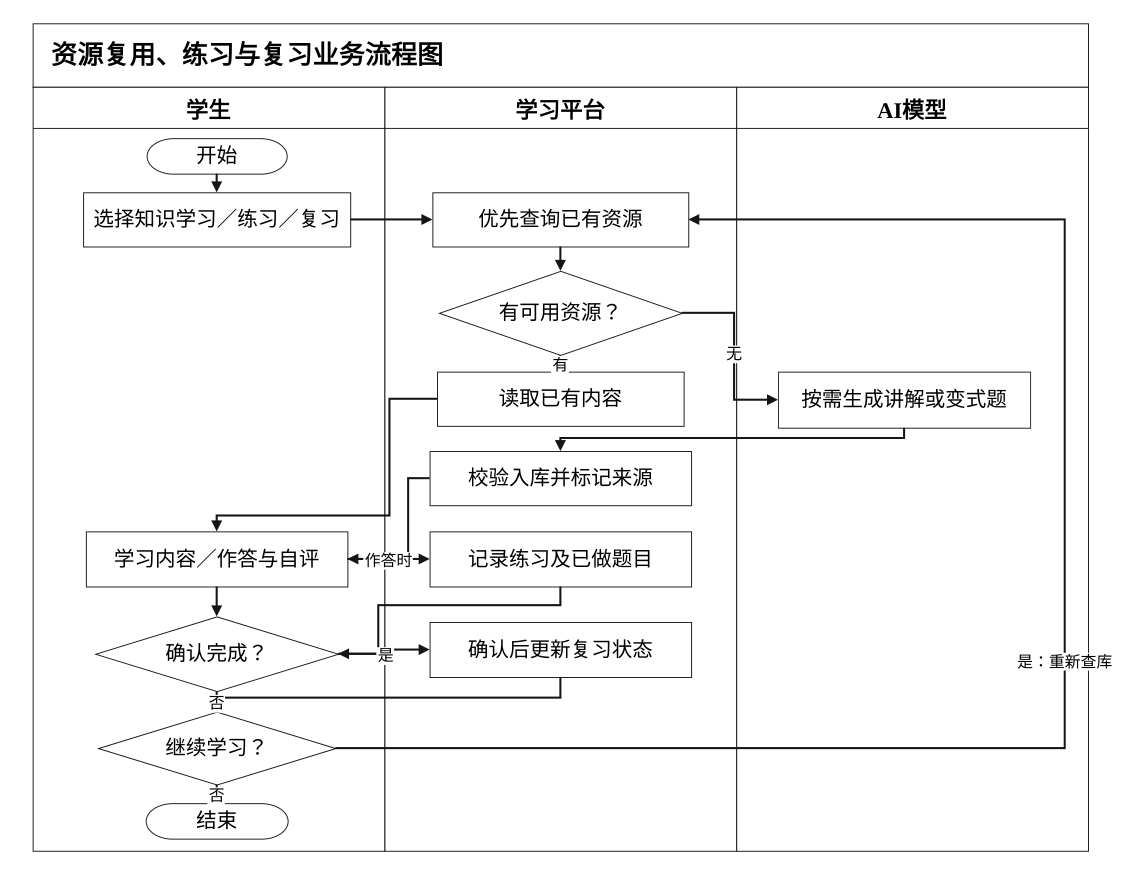 资源复用、练习与复习业务流程图
学生
学习平台
AI模型
开始
选择知识学习／练习／复习
优先查询已有资源
有可用资源？
无
有
读取已有内容
按需生成讲解或变式题
校验入库并标记来源
学习内容／作答与自评
作答时
记录练习及已做题目
确认完成？
是
确认后更新复习状态
是：重新查库
否
继续学习？
否
结束